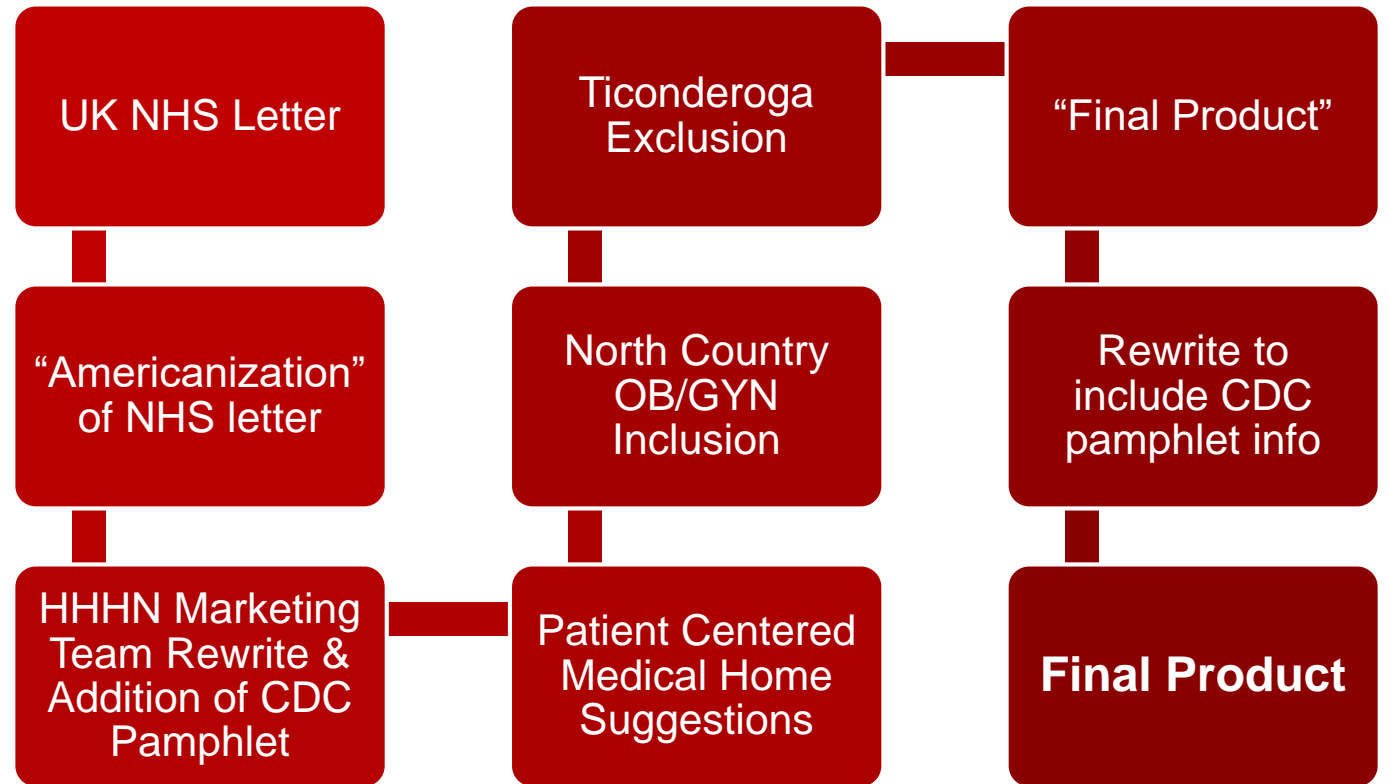 UK NHS Letter
“Americanization”
of NHS letter
HHHN Marketing
Team Rewrite &
Addition of CDC
Pamphlet
Patient Centered
Medical Home
Suggestions
North Country
OB/GYN
Inclusion
Ticonderoga
Exclusion
“Final Product”
Rewrite to
include CDC
pamphlet info
Final Product